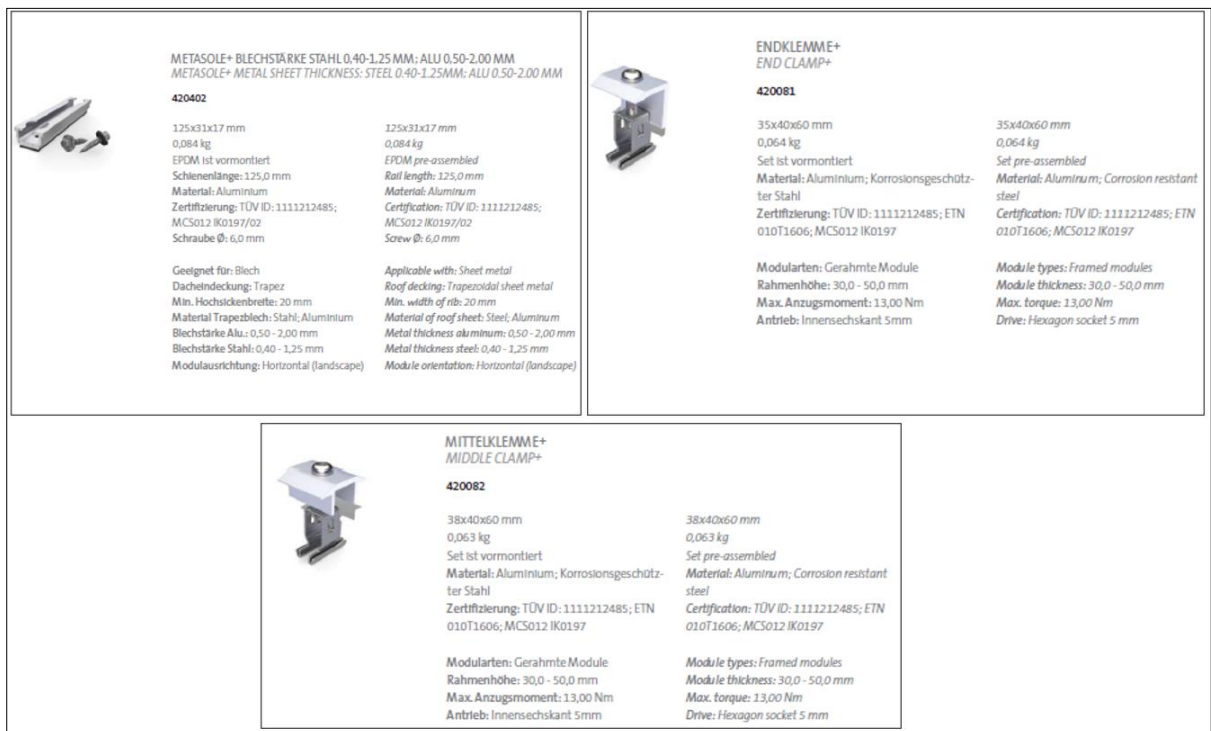 METASOLE+ BLECHSTÄRKE STAHL 0,40-1,25 MM; ALU 0,50-2.00 MM
METASOLE+ METAL SHEET THICKNESS: STEEL 0.40-1.25MM; ALU 0.50-2.00 MM
420402
125x31x17 mm
0,084 kg
EPDM ist vormontiert
Schienenlänge: 125,0 mm
Material: Aluminium
Zertifizierung: TÜV ID: 1111212485;
MCS012 IK0197/02
Schraube Ø: 6,0 mm
Geeignet für: Blech
Dacheindeckung: Trapez
Min. Hochsickenbreite: 20 mm
Material Trapezblech: Stahl; Aluminium
Blechstärke Alu.: 0,50 - 2,00 mm
Blechstärke Stahl: 0,40 - 1,25 mm
Modulausrichtung: Horizontal (landscape)
125x31x17 mm
0,084 kg
EPDM pre-assembled
Rail length: 125,0 mm
Material: Aluminum
Certification: TÜV ID: 1111212485;
MCS012 IK0197/02
Screw Ø: 6,0 mm
Applicable with: Sheet metal
Roof decking: Trapezoidal sheet metal
Min. width of rib: 20 mm
Material of roof sheet: Steel; Aluminum
Metal thickness aluminum: 0,50 - 2,00 mm
Metal thickness steel: 0,40 - 1,25 mm
Module orientation: Horizontal (landscape)
ENDKLEMME+
END CLAMP+
420081
35x40x60 mm
0,064 kg
Set ist vormontiert
Material: Aluminium; Korrosionsgeschütz-
ter Stahl
Zertifizierung: TÜV ID: 1111212485; ETN
010T1606; MCS012 IK0197
Modularten: Gerahmte Module
Rahmenhöhe: 30,0 - 50,0 mm
Max. Anzugsmoment: 13,00 Nm
Antrieb: Innensechskant 5mm
35x40x60 mm
0,064 kg
Set pre-assembled
Material: Aluminum; Corrosion resistant
steel
Certification: TÜV ID: 1111212485; ETN
010T1606; MCS012 IK0197
Module types: Framed modules
Module thickness: 30,0 - 50,0 mm
Max. torque: 13,00 Nm
Drive: Hexagon socket 5 mm
MITTELKLEMME+
MIDDLE CLAMP+
420082
38x40x60 mm
0,063 kg
Set ist vormontiert
Material: Aluminium; Korrosionsgeschütz-
ter Stahl
Zertifizierung: TÜV ID: 1111212485; ETN
010T1606; MCS012 IK0197
Modularten: Gerahmte Module
Rahmenhöhe: 30,0 - 50,0 mm
Max. Anzugsmoment: 13,00 Nm
Antrieb: Innensechskant 5mm
38x40x60 mm
0,063 kg
Set pre-assembled
Material: Aluminum; Corrosion resistant
steel
Certification: TÜV ID: 1111212485; ETN
010T1606; MCS012 IK0197
Module types: Framed modules
Module thickness: 30,0 - 50,0 mm
Max. torque: 13,00 Nm
Drive: Hexagon socket 5 mm